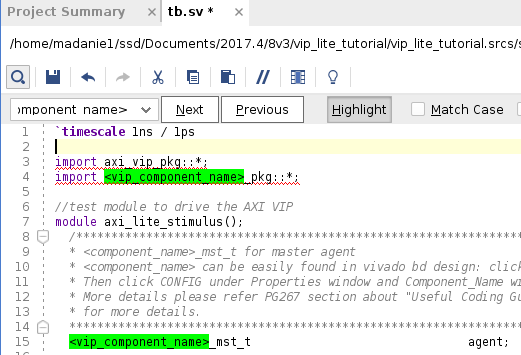 Project Summary × tb.sv * ×
/home/madanie1/ssd/Documents/2017.4/8v3/vip_lite_tutorial/vip_lite_tutorial.srcs/
omponent_name> Next Previous Highlight Match Case
1 `timescale 1ns / 1ps
2
3 import axi_vip_pkg::*;
4 import <vip_component_name>_pkg::*;
5
6 //test module to drive the AXI VIP
7 module axi_lite_stimulus();
8 /*************************************************************
9 * <component_name>_mst_t for master agent
10 * <component_name> can be easily found in vivado bd design: click
11 * Then click CONFIG under Properties window and Component_Name
12 * More details please refer PG267 section about "Useful Coding
13 * for more details.
14 *************************************************************
15 <vip_component_name>_mst_t agent;